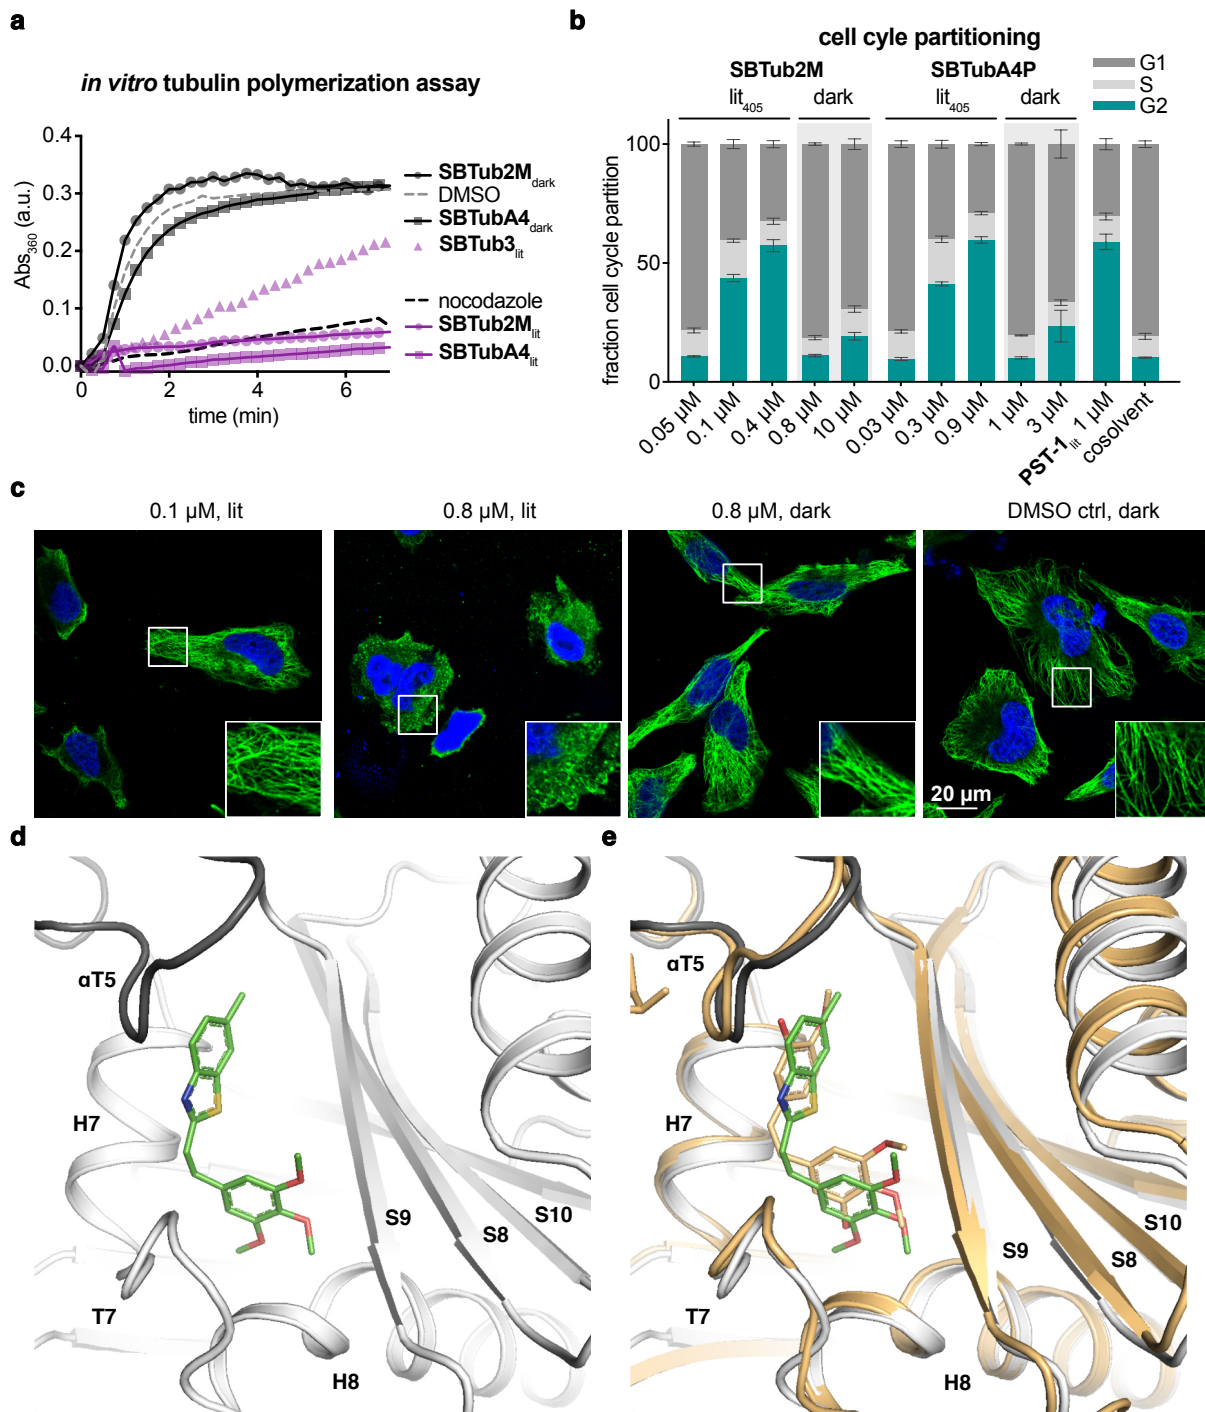 a
in vitro tubulin polymerization assay
0.4
0.3
0.2
0.1
0.0
Abs360 (a.u.)
0 2 4 6
time (min)
SBTub2Mdark
DMSO
SBTubA4dark
SBTub3lit
nocodazole
SBTub2Mlit
SBTubA4lit
b
cell cyle partitioning
G1
S
G2
SBTub2M SBTubA4P
lit405 dark lit405 dark
100
50
0
fraction cell cycle partition
0.05 µM
0.1 µM
0.4 µM
0.8 µM
10 µM
0.03 µM
0.3 µM
0.9 µM
1 µM
3 µM
PST-1lit 1 µM
cosolvent
c
0.1 µM, lit 0.8 µM, lit 0.8 µM, dark DMSO ctrl, dark
20 µm
d
αT5
H7
S9
S8
S10
T7
H8
e
αT5
H7
S10
S9
S8
T7
H8